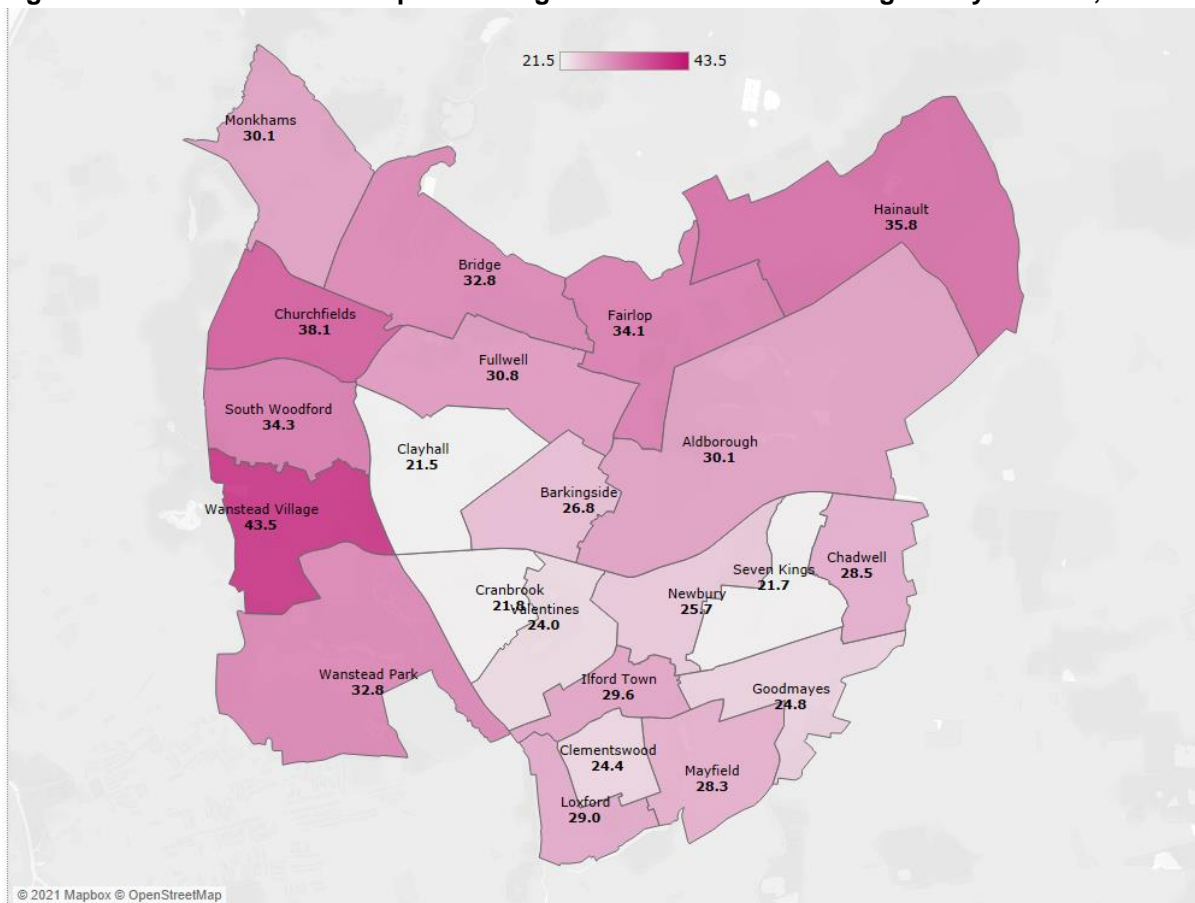 21.5
43.5
Monkhams
30.1
Hainault
35.8
Bridge
32.8
Churchfields
38.1
Fairlop
34.1
Fullwell
30.8
South Woodford
34.3
Clayhall
21.5
Aldborough
30.1
Barkingside
26.8
Wanstead Village
43.5
Chadwell
28.5
Seven Kings
21.7
Cranbrook
Newbury
25.7
Valentines
24.0
Wanstead Park
32.8
Ilford Town
29.6
Goodmayes
24.8
Clementswood
24.4
Mayfield
28.3
Loxford
29.0
© 2021 Mapbox © OpenStreetMap